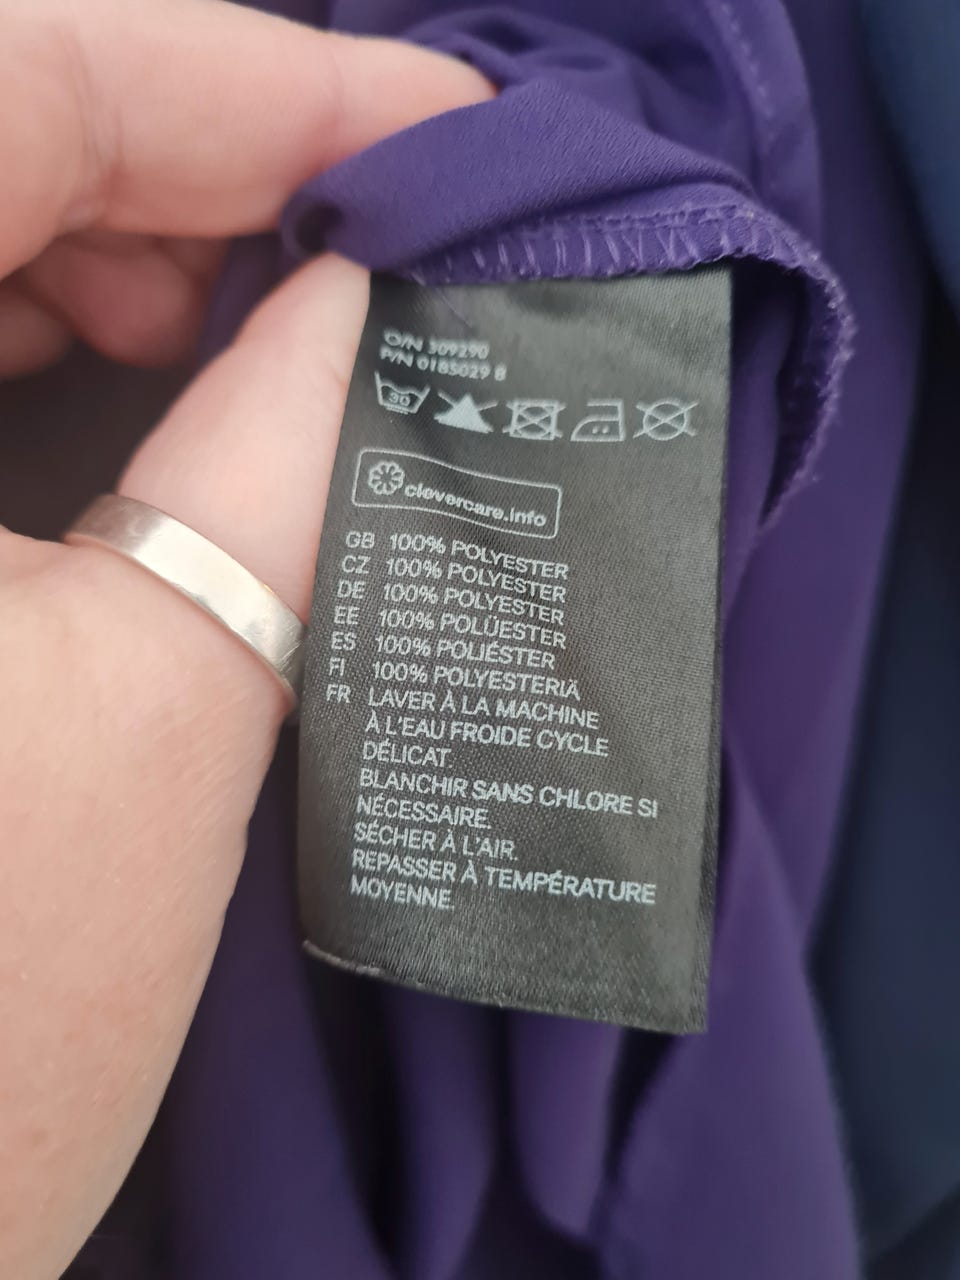 O/N 309290
P/N 0185029 8
30
clevercare.info
GB 100% POLYESTER
CZ 100% POLYESTER
DE 100% POLYESTER
EE 100% POLÜESTER
ES 100% POLIÉSTER
FI 100% POLYESTERIÄ
FR LAVER À LA MACHINE
À L'EAU FROIDE CYCLE
DÉLICAT.
BLANCHIR SANS CHLORE SI
NÉCESSAIRE.
SÉCHER À L'AIR.
REPASSER À TEMPÉRATURE
MOYENNE.